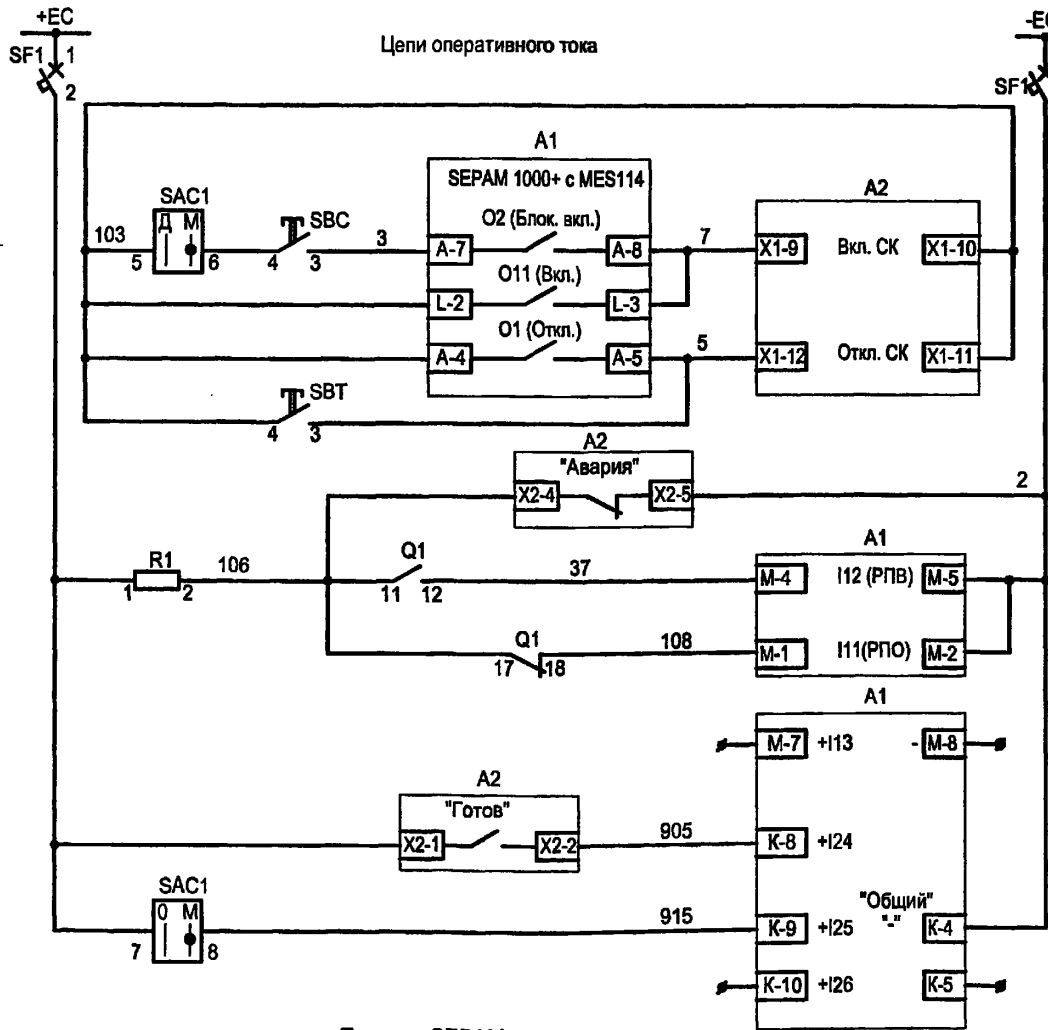 +EC
-EC
SF1 1
2
Цепи оперативного тока
SF1
A1
SEPAM 1000+ с MES114
A2
SAC1
Д М
SBC
O2 (Блок. вкл.)
103
5 6
4 3
3
A-7
A-8
7
X1-9
Вкл. СК
X1-10
O11 (Вкл.)
L-2
L-3
O1 (Откл.)
A-4
A-5
5
X1-12
Откл. СК
X1-11
SBT
4 3
A2
"Авария"
X2-4
X2-5
2
R1
1 2
106
Q1
11 12
37
A1
M-4
I12 (РПВ)
M-5
Q1
17 18
108
M-1
I11(РПО)
M-2
A1
M-7
+I13
-
M-8
A2
"Готов"
X2-1
X2-2
905
K-8
+I24
SAC1
O М
7 8
915
K-9
+I25
"Общий"
"-"
K-4
K-10
+I26
K-5